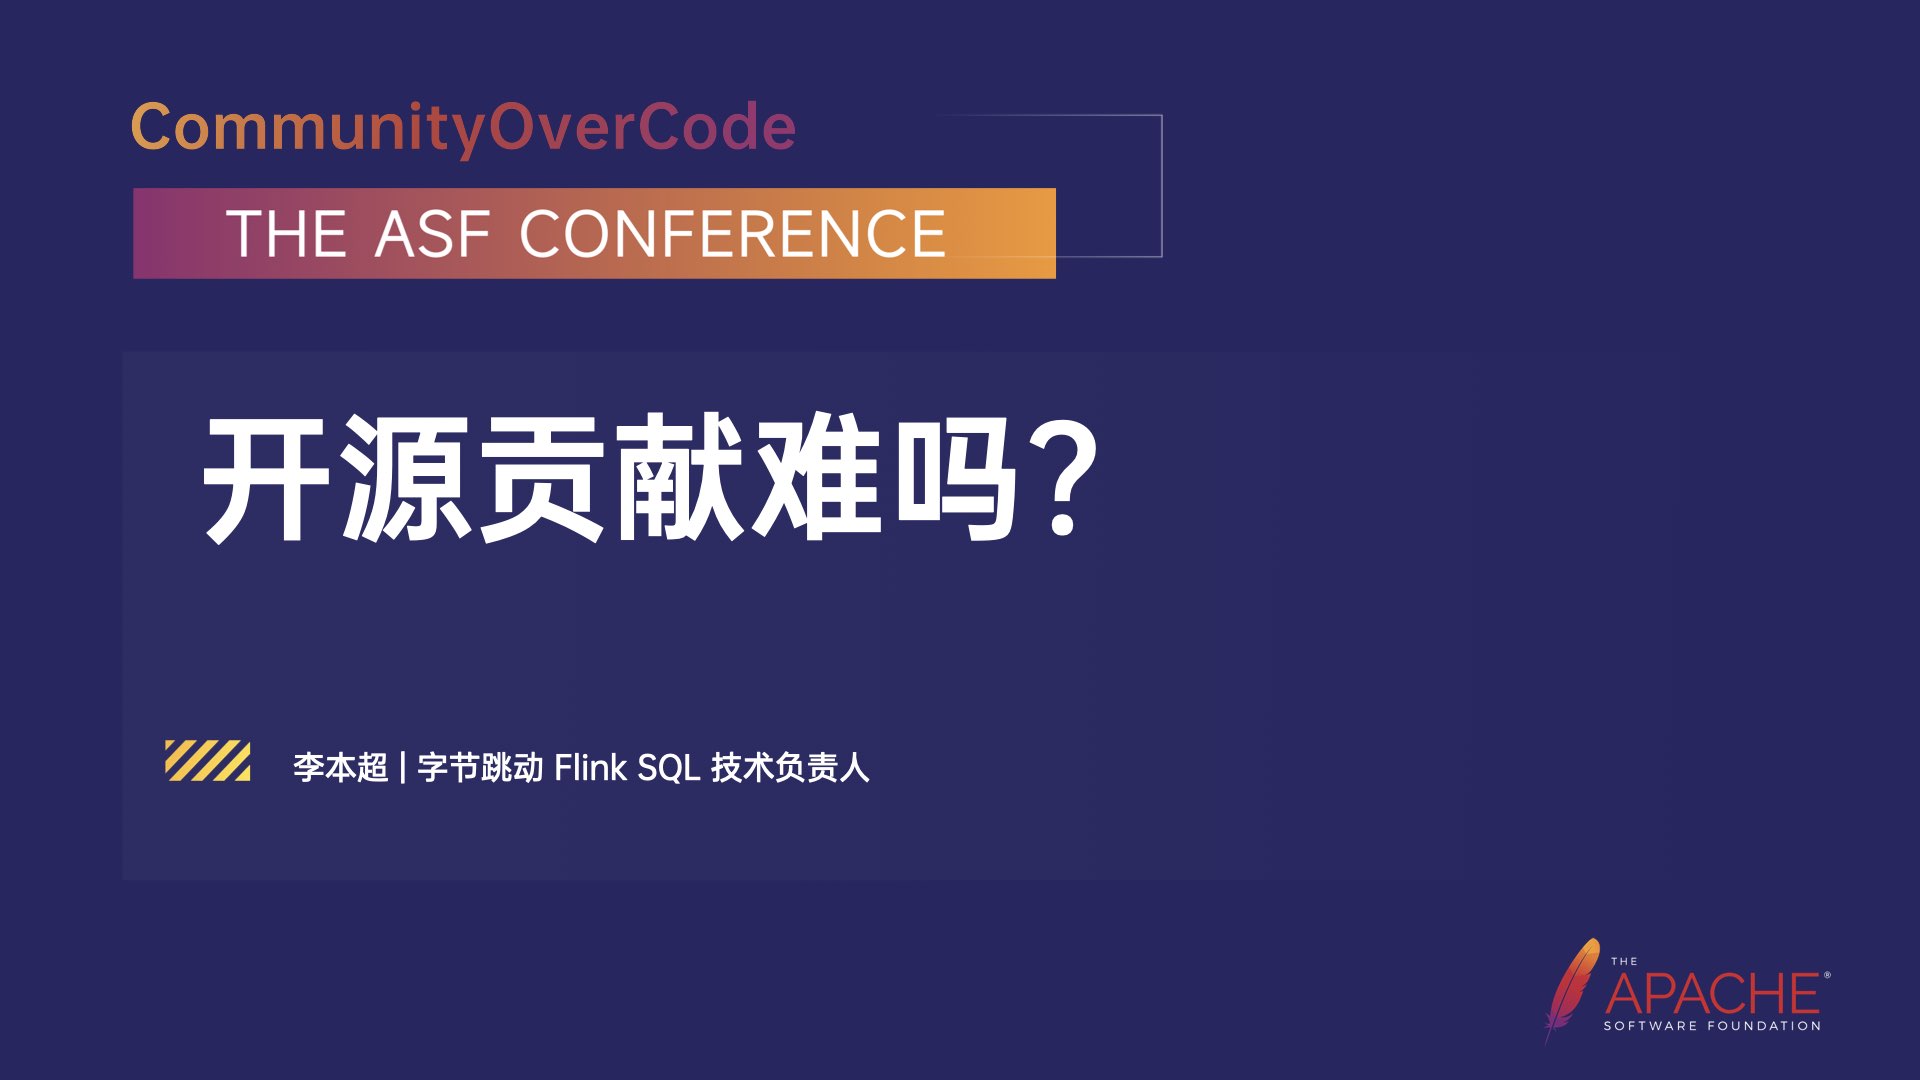 CommunityOverCode
THE ASF CONFERENCE
开源贡献难吗?
李本超 | 字节跳动 Flink SQL 技术负责人
THE
APACHE®
SOFTWARE FOUNDATION